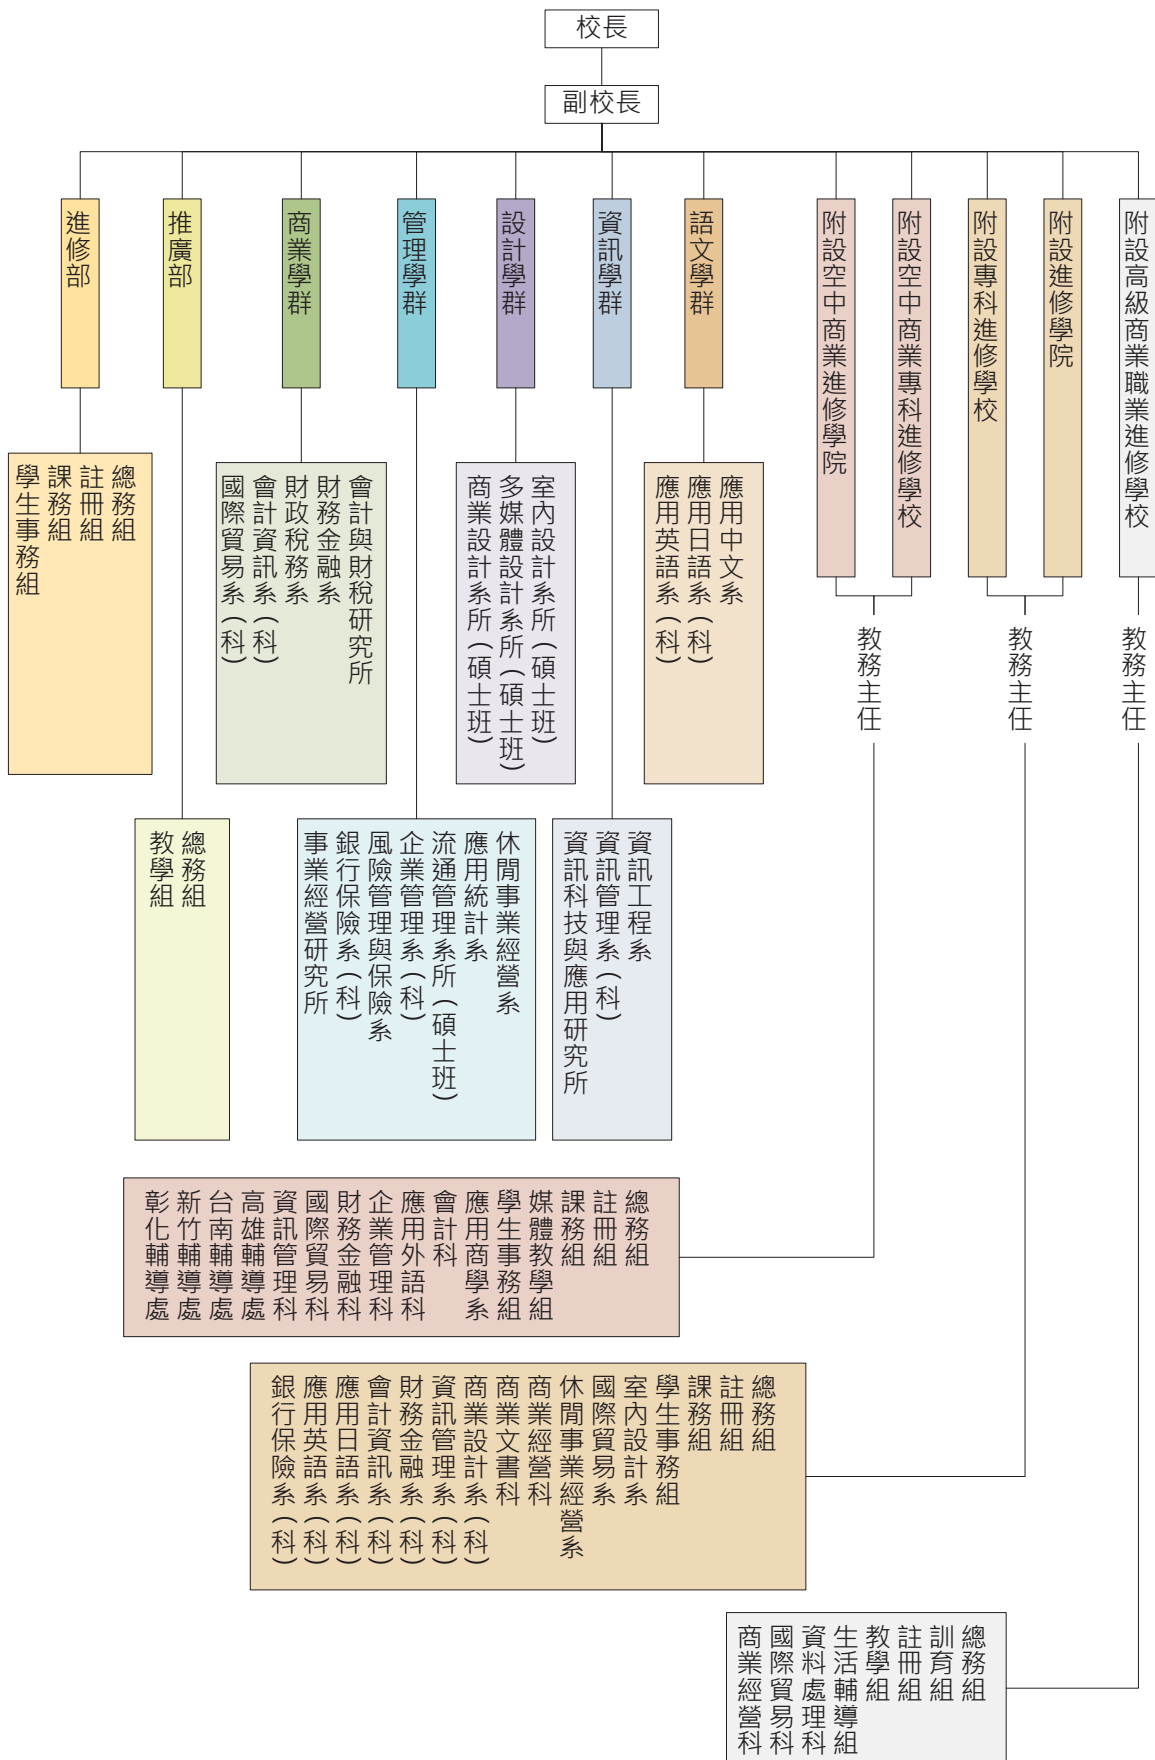 校長
副校長
進修部
推廣部
商業學群
管理學群
設計學群
資訊學群
語文學群
附設空中商業進修學院
附設空中商業專科進修學校
附設專科進修學校
附設進修學院
附設高級商業職業進修學校
總務組
註冊組
課務組
學生事務組
會計與財稅研究所
財務金融系
財政稅務系
會計資訊系（科）
國際貿易系（科）
室內設計系所（碩士班）
多媒體設計系所（碩士班）
商業設計系所（碩士班）
應用中文系
應用日語系（科）
應用英語系（科）
教務主任
教務主任
教務主任
總務組
教學組
休閒事業經營系
應用統計系
流通管理系所（碩士班）
企業管理系（科）
風險管理與保險系
銀行保險系（科）
事業經營研究所
資訊工程系
資訊管理系（科）
資訊科技與應用研究所
總務組
註冊組
課務組
媒體教學組
學生事務組
應用商學系
會計科
應用外語科
企業管理科
財務金融科
國際貿易科
資訊管理科
高雄輔導處
台南輔導處
新竹輔導處
彰化輔導處
總務組
註冊組
課務組
學生事務組
室內設計系
國際貿易系
休閒事業經營系
商業經營科
商業文書科
商業設計系（科）
資訊管理系（科）
財務金融系（科）
會計資訊系（科）
應用日語系（科）
應用英語系（科）
銀行保險系（科）
總務組
訓育組
註冊組
教學組
生活輔導組
資料處理科
國際貿易科
商業經營科